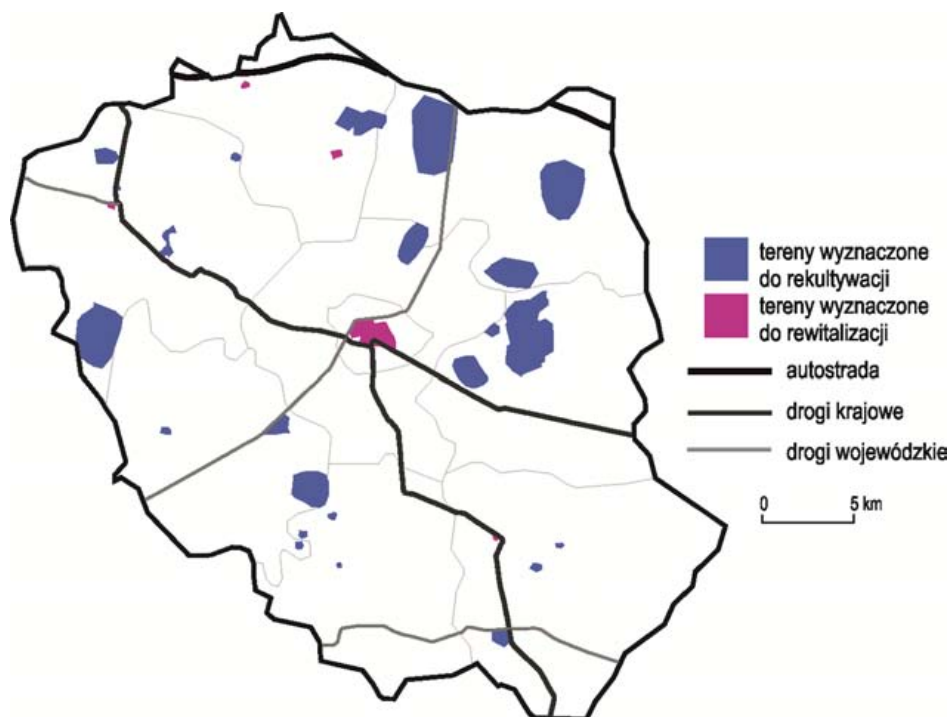 tereny wyznaczone
do rekultywacji
tereny wyznaczone
do rewitalizacji
autostrada
drogi krajowe
drogi wojewódzkie
0 5 km